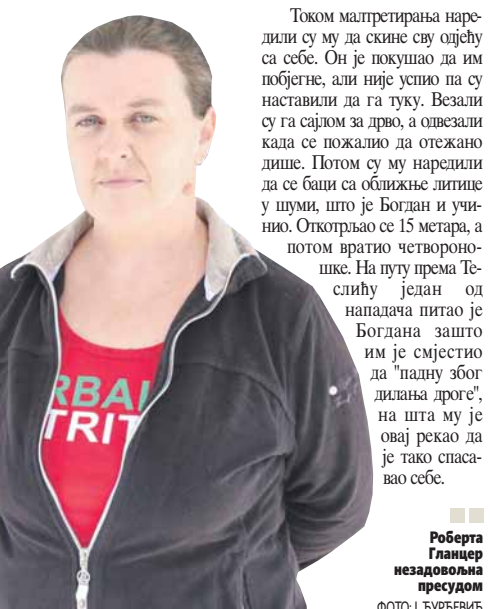 Током малтретирања наре-
дили су му да скине сву одјећу
са себе. Он је покушао да им
побјегне, али није успио па су
наставили да га туку. Везали
су га сајлом за дрво, а одвезали
када се пожалио да отежано
дише. Потом су му наредили
да се баци са оближње литице
у шуми, што је Богдан и учи-
нио. Откотрљао се 15 метара, а
потом вратио четвороно-
шке. На путу према Те-
слићу један од
нападача питао је
Богдана зашто
им је смјестио
да "падну због
дилања дроге",
на шта му је
овај рекао да
је тако спаса-
вао себе.
RBAL
TRIT
Роберта
Гланцер
незадовољна
пресудом
ФОТО: Ђ.ЂУРЂЕВИЋ